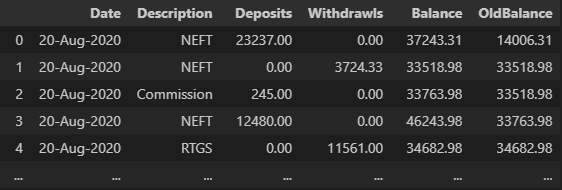 Date Description Deposits Withdrawls Balance OldBalance
0 20-Aug-2020 NEFT 23237.00 0.00 37243.31 14006.31
1 20-Aug-2020 NEFT 0.00 3724.33 33518.98 33518.98
2 20-Aug-2020 Commission 245.00 0.00 33763.98 33518.98
3 20-Aug-2020 NEFT 12480.00 0.00 46243.98 33763.98
4 20-Aug-2020 RTGS 0.00 11561.00 34682.98 34682.98
... ... ... ... ... ... ...